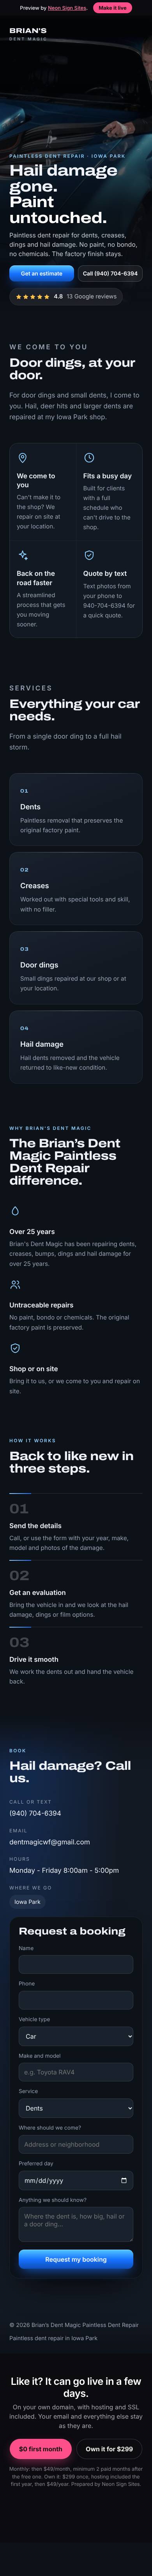 Preview by Neon Sign Sites. Make it live
BRIAN'S
DENT MAGIC
PAINTLESS DENT REPAIR · IOWA PARK
Hail damage
gone.
Paint
untouched.
Paintless dent repair for dents, creases,
dings and hail damage. No paint, no bondo,
no chemicals. The factory finish stays.
Get an estimate
Call (940) 704-6394
★★★★★ 4.8 13 Google reviews
WE COME TO YOU
Door dings, at your
door.
For door dings and small dents, I come to
you. Hail, deer hits and larger dents are
repaired at my Iowa Park shop.
We come to
you
Can't make it to
the shop? We
repair on site at
your location.
Fits a busy day
Built for clients
with a full
schedule who
can't drive to the
shop.
Back on the
road faster
A streamlined
process that gets
you moving
sooner.
Quote by text
Text photos from
your phone to
940-704-6394 for
a quick quote.
SERVICES
Everything your car
needs.
From a single door ding to a full hail
storm.
01
Dents
Paintless removal that preserves the
original factory paint.
02
Creases
Worked out with special tools and skill,
with no filler.
03
Door dings
Small dings repaired at our shop or at
your location.
04
Hail damage
Hail dents removed and the vehicle
returned to like-new condition.
WHY BRIAN'S DENT MAGIC
The Brian's Dent
Magic Paintless
Dent Repair
difference.
Over 25 years
Brian's Dent Magic has been repairing dents,
creases, bumps, dings and hail damage for
over 25 years.
Untraceable repairs
No paint, bondo or chemicals. The original
factory paint is preserved.
Shop or on site
Bring it to us, or we come to you and repair on
site.
HOW IT WORKS
Back to like new in
three steps.
01
Send the details
Call, or use the form with your year, make,
model and photos of the damage.
02
Get an evaluation
Bring the vehicle in and we look at the hail
damage, dings or film options.
03
Drive it smooth
We work the dents out and hand the vehicle
back.
BOOK
Hail damage? Call
us.
CALL OR TEXT
(940) 704-6394
EMAIL
dentmagicwf@gmail.com
HOURS
Monday - Friday 8:00am - 5:00pm
WHERE WE GO
Iowa Park
Request a booking
Name
Phone
Vehicle type
Car
Make and model
e.g. Toyota RAV4
Service
Dents
Where should we come?
Address or neighborhood
Preferred day
mm/dd/yyyy
Anything we should know?
Where the dent is, how big, hail or
a door ding...
Request my booking
© 2026 Brian's Dent Magic Paintless Dent Repair
Paintless dent repair in Iowa Park
Like it? It can go live in a few
days.
On your own domain, with hosting and SSL
included. Your email and everything else stay
as they are.
$0 first month
Own it for $299
Monthly: then $49/month, minimum 2 paid months after
the free one. Own it: $299 once, hosting included the
first year, then $49/year. Prepared by Neon Sign Sites.